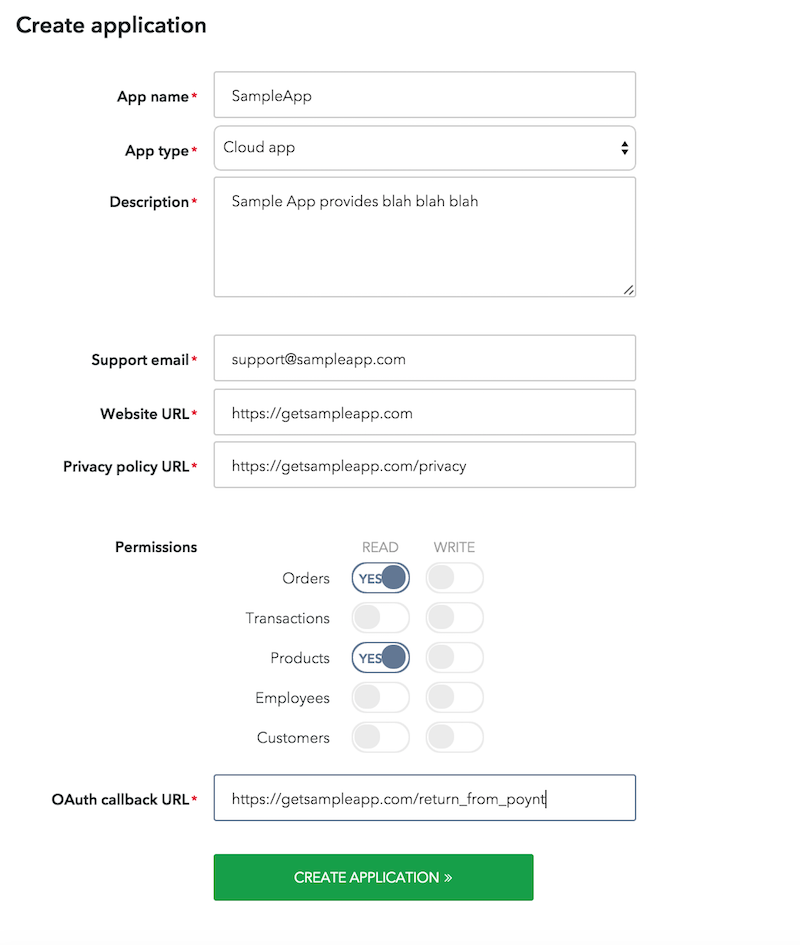 Create application
App name* SampleApp
App type* Cloud app
Description* Sample App provides blah blah blah
Support email* support@sampleapp.com
Website URL* https://getsampleapp.com
Privacy policy URL* https://getsampleapp.com/privacy
Permissions READ WRITE
Orders YES
Transactions
Products YES
Employees
Customers
OAuth callback URL* https://getsampleapp.com/return_from_poynt
CREATE APPLICATION »